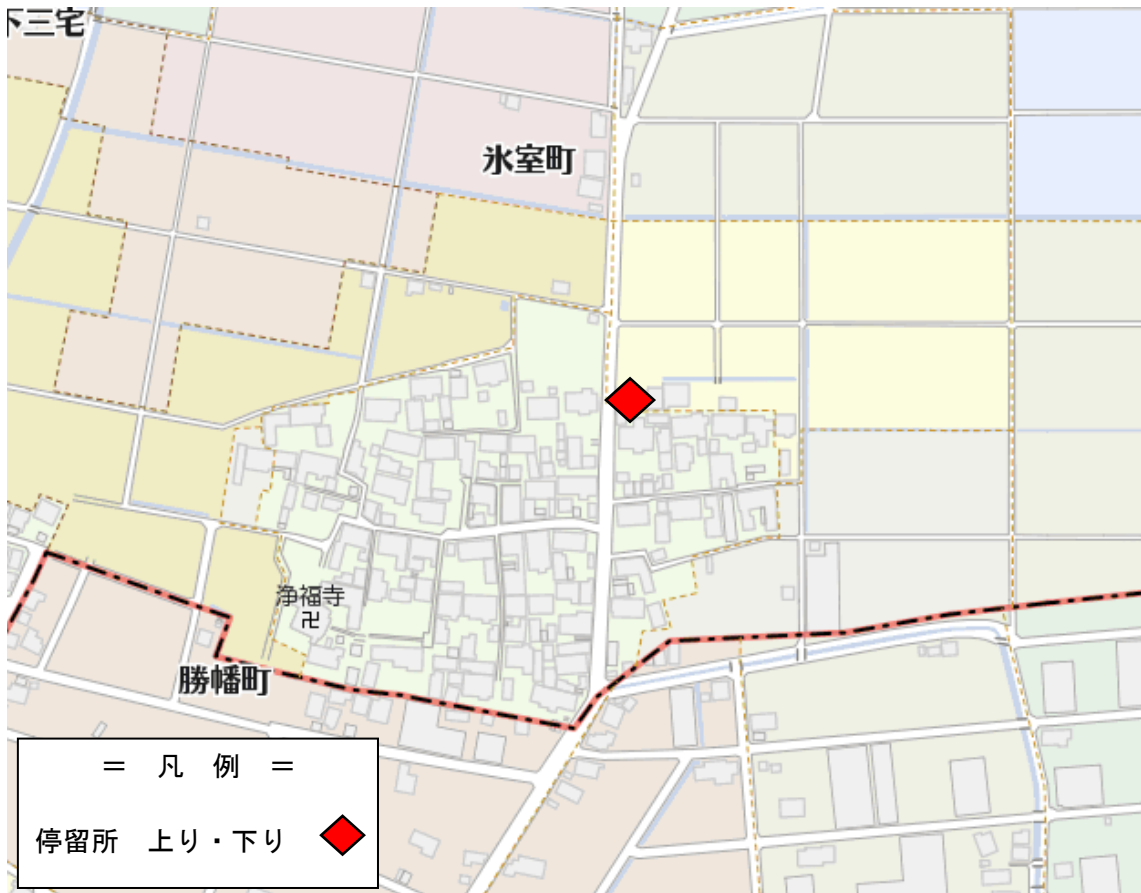 下三宅
氷室町
浄福寺
卍
勝幡町
＝ 凡 例 ＝
停留所 上り・下り